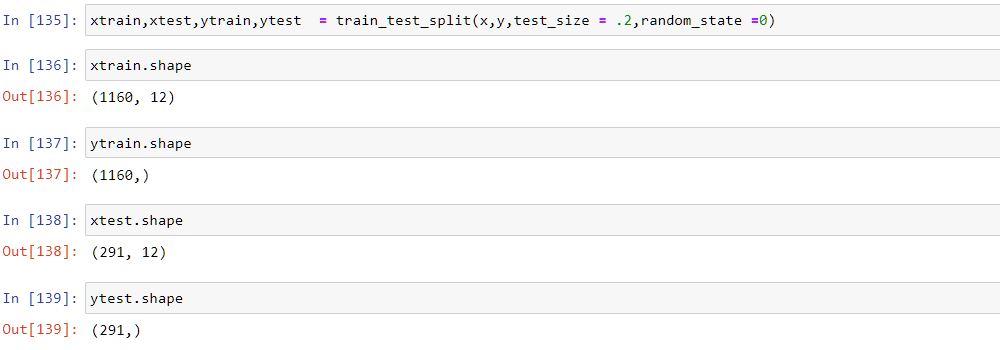 In [135]: xtrain,xtest,ytrain,ytest  = train_test_split(x,y,test_size = .2,random_state =0)
In [136]: xtrain.shape
Out[136]: (1160, 12)
In [137]: ytrain.shape
Out[137]: (1160,)
In [138]: xtest.shape
Out[138]: (291, 12)
In [139]: ytest.shape
Out[139]: (291,)